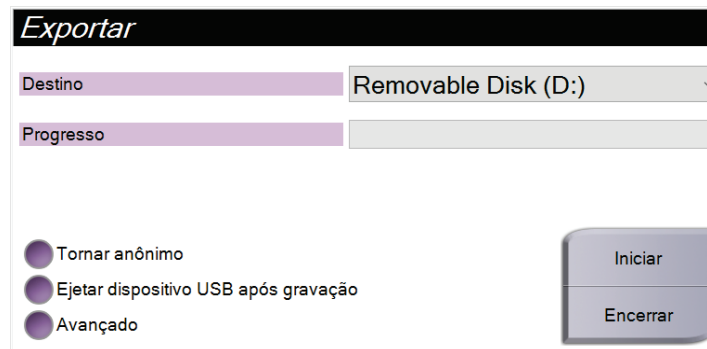 Exportar
Destino
Removable Disk (D:)
Progresso
Tornar anônimo
Ejetar dispositivo USB após gravação
Avançado
Iniciar
Encerrar